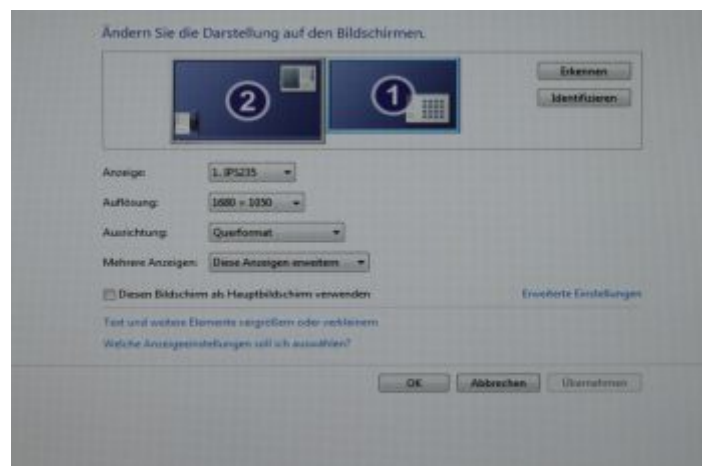 Ändern Sie die Darstellung auf den Bildschirmen.
2
1
Erkennen
Identifizieren
Anzeige: 1. IPS235
Auflösung: 1680 × 1050
Ausrichtung: Querformat
Mehrere Anzeigen: Diese Anzeigen erweitern
Diesen Bildschirm als Hauptbildschirm verwenden Erweiterte Einstellungen
Text und weitere Elemente vergrößern oder verkleinern
Welche Anzeigeeinstellungen soll ich auswählen?
OK Abbrechen Übernehmen